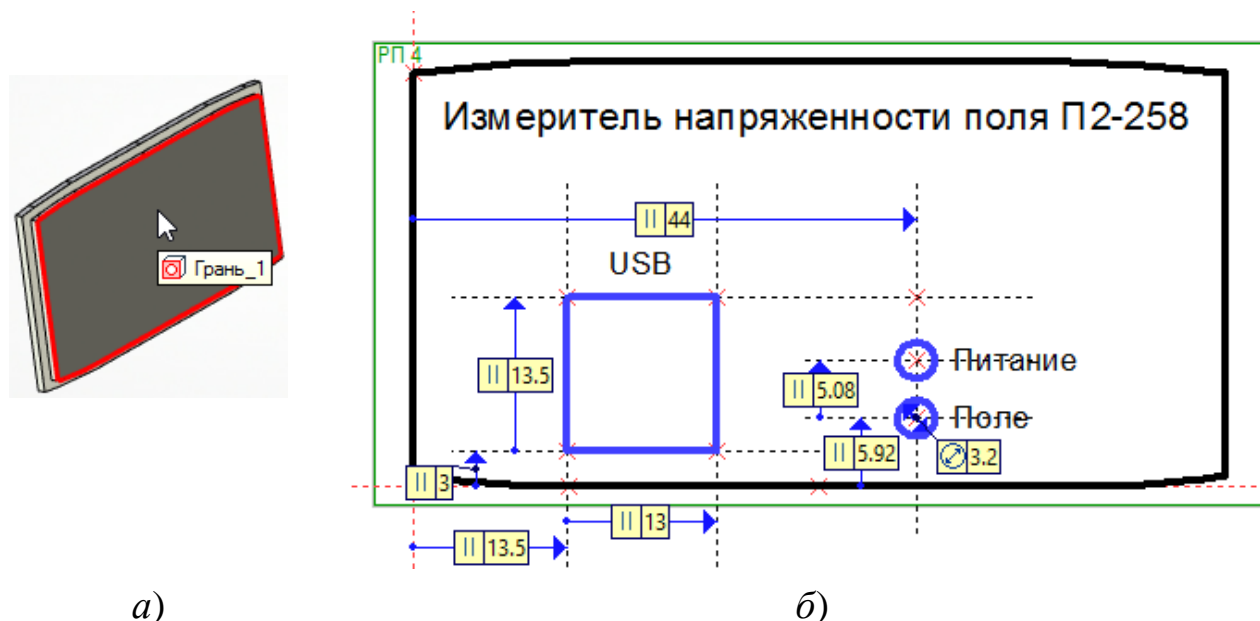 РП 4
Измеритель напряженности поля П2-258
44
USB
Грань_1
13.5
Питание
5.08
Поле
5.92
3.2
3
13
13.5
а)
б)